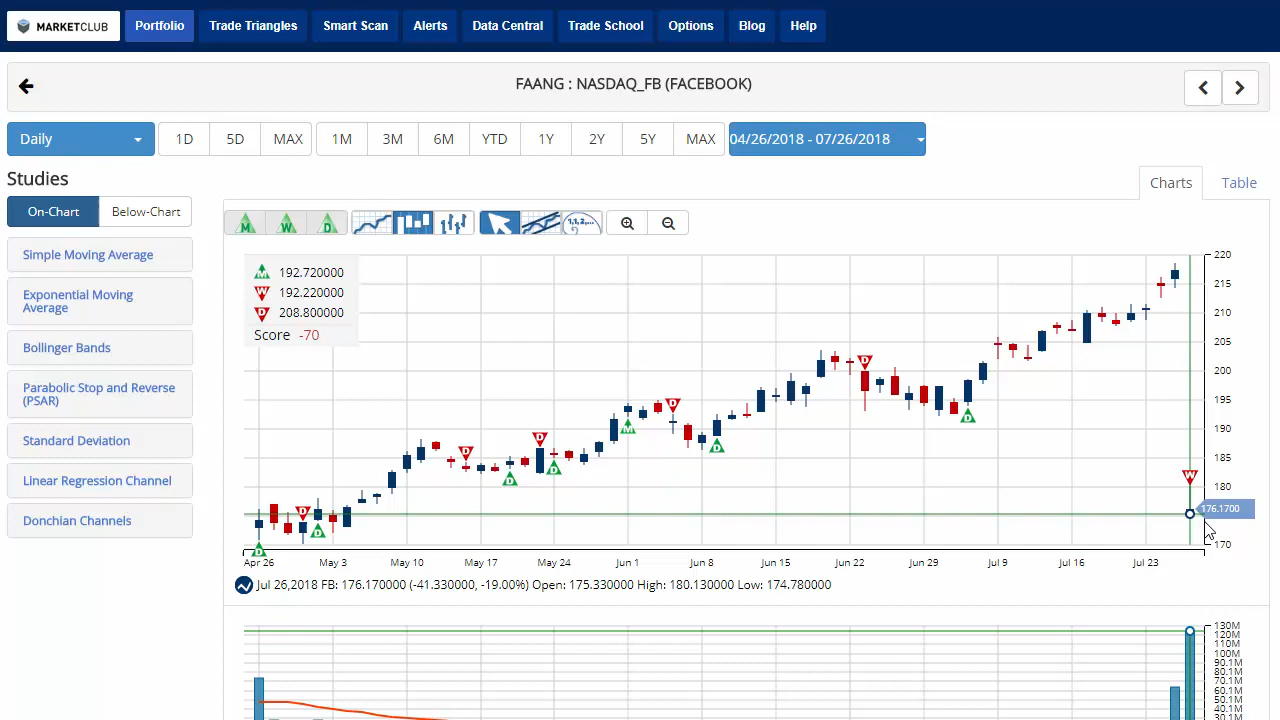 MARKETCLUB Portfolio Trade Triangles Smart Scan Alerts Data Central Trade School Options Blog Help
FAANG : NASDAQ_FB (FACEBOOK)
Daily 1D 5D MAX 1M 3M 6M YTD 1Y 2Y 5Y MAX 04/26/2018 - 07/26/2018
Studies
Charts Table
On-Chart Below-Chart
M W D 1,1,2,...
Simple Moving Average
Exponential Moving
Average
Bollinger Bands
Parabolic Stop and Reverse
(PSAR)
Standard Deviation
Linear Regression Channel
Donchian Channels
M 192.720000
W 192.220000
D 208.800000
Score -70
220
215
210
205
200
195
190
185
180
176.1700
170
D D D D D D D M D D D D W
Apr 26 May 3 May 10 May 17 May 24 Jun 1 Jun 8 Jun 15 Jun 22 Jun 29 Jul 9 Jul 16 Jul 23
Jul 26,2018 FB: 176.170000 (-41.330000, -19.00%) Open: 175.330000 High: 180.130000 Low: 174.780000
130M
120M
110M
100M
90.1M
80.1M
70.1M
60.1M
50.1M
40.1M